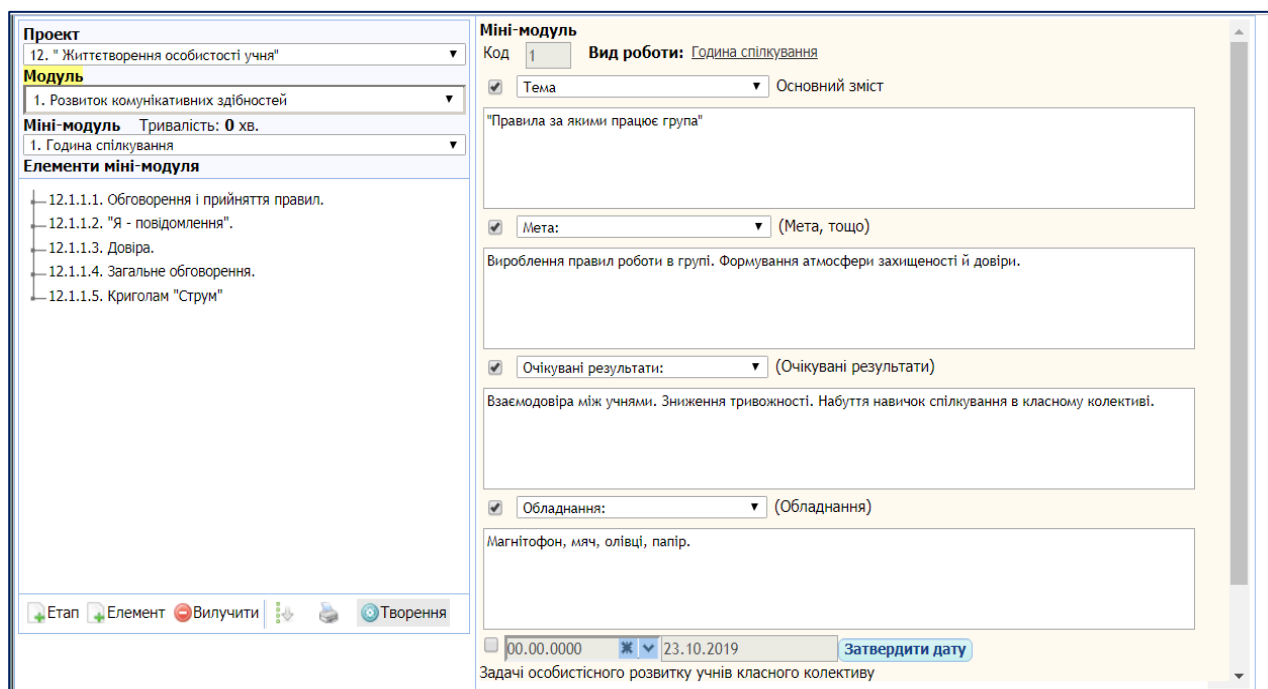 Проект
12. " Життєтворення особистості учня"
Модуль
1. Розвиток комунікативних здібностей
Міні-модуль Тривалість: 0 хв.
1. Година спілкування
Елементи міні-модуля
12.1.1.1. Обговорення і прийняття правил.
12.1.1.2. "Я - повідомлення".
12.1.1.3. Довіра.
12.1.1.4. Загальне обговорення.
12.1.1.5. Криголам "Струм"
Етап Елемент Вилучити Творення
Міні-модуль
Код 1 Вид роботи: Година спілкування
Тема Основний зміст
"Правила за якими працює група"
Мета: (Мета, тощо)
Вироблення правил роботи в групі. Формування атмосфери захищеності й довіри.
Очікувані результати: (Очікувані результати)
Взаємодовіра між учнями. Зниження тривожності. Набуття навичок спілкування в класному колективі.
Обладнання: (Обладнання)
Магнітофон, мяч, олівці, папір.
00.00.0000 23.10.2019 Затвердити дату
Задачі особистісного розвитку учнів класного колективу